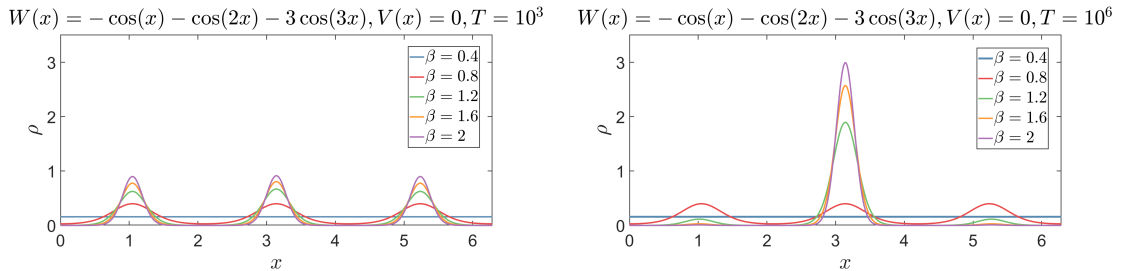 W(x) = − cos(x) − cos(2x) − 3 cos(3x), V(x) = 0, T = 10³
ρ
3
2
1
0
β = 0.4
β = 0.8
β = 1.2
β = 1.6
β = 2
0 1 2 3 4 5 6
x
W(x) = − cos(x) − cos(2x) − 3 cos(3x), V(x) = 0, T = 10⁶
ρ
3
2
1
0
β = 0.4
β = 0.8
β = 1.2
β = 1.6
β = 2
0 1 2 3 4 5 6
x